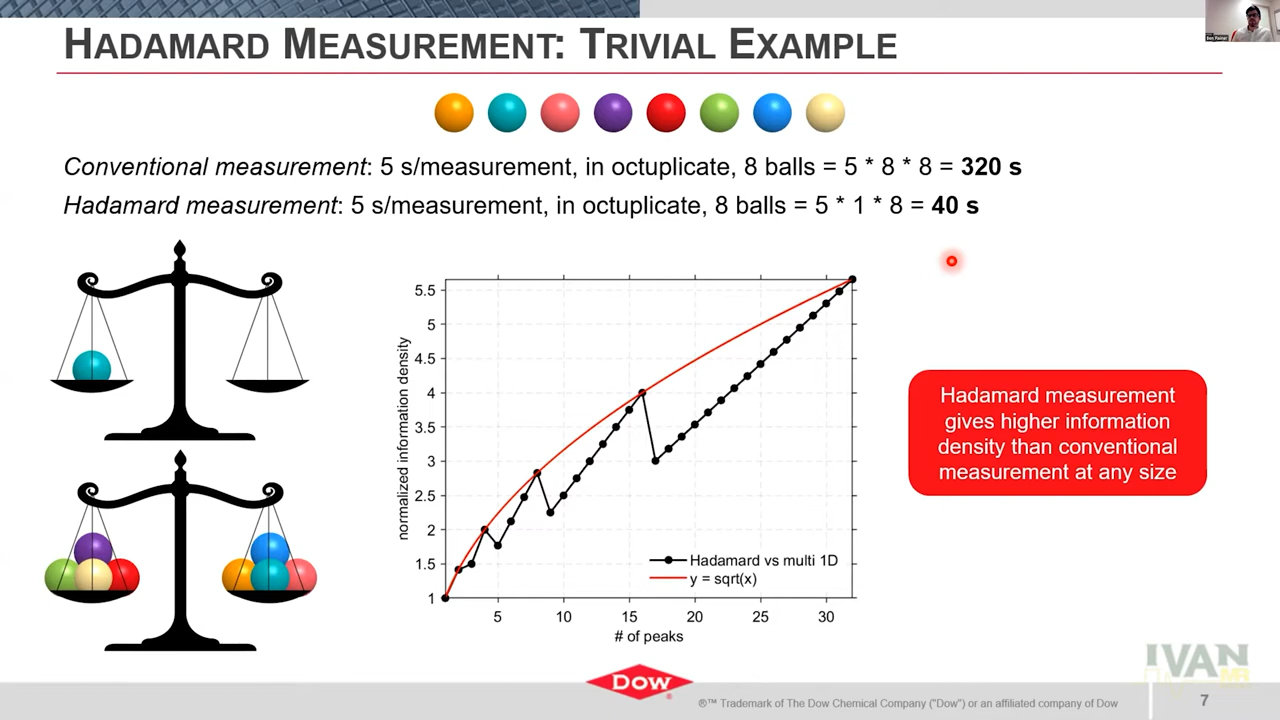 HADAMARD MEASUREMENT: TRIVIAL EXAMPLE
Conventional measurement: 5 s/measurement, in octuplicate, 8 balls = 5 * 8 * 8 = 320 s
Hadamard measurement: 5 s/measurement, in octuplicate, 8 balls = 5 * 1 * 8 = 40 s
normalized information density
5.5
5
4.5
4
3.5
3
2.5
2
1.5
1
5 10 15 20 25 30
# of peaks
Hadamard vs multi 1D
y = sqrt(x)
Hadamard measurement
gives higher information
density than conventional
measurement at any size
IVAN
MR
Dow
®™ Trademark of The Dow Chemical Company ("Dow") or an affiliated company of Dow
7